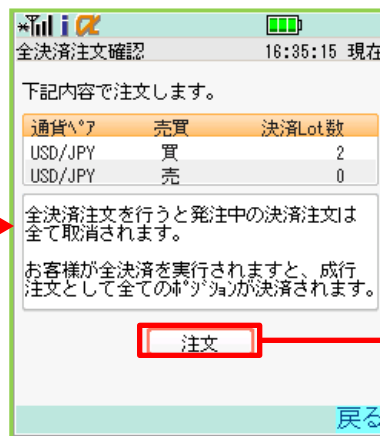 全決済注文確認 16:35:15 現在
下記内容で注文します。
通貨ﾍﾟｱ 売買 決済Lot数
USD/JPY 買 2
USD/JPY 売 0
全決済注文を行うと発注中の決済注文は
全て取消されます。
お客様が全決済を実行されますと、成行
注文として全てのﾎﾟｼﾞｼｮﾝが決済されます。
注文
戻る